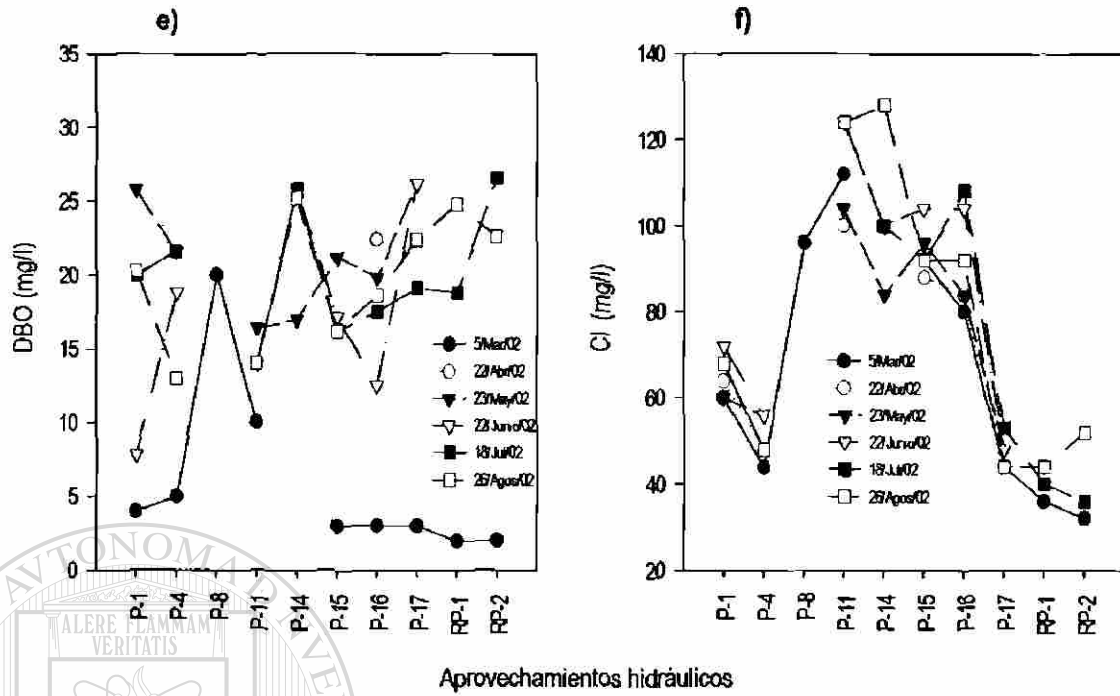 e)
DBO (mg/l)
35
30
25
20
15
10
5
0
5/Mar/02
22/Abr/02
23/May/02
22/Junio/02
18/Jul/02
26/Agos/02
P-1
P-4
P-8
P-11
P-14
P-15
P-16
P-17
RP-1
RP-2
f)
Cl (mg/l)
140
120
100
80
60
40
20
5/Mar/02
22/Abr/02
23/May/02
22/Junio/02
18/Jul/02
26/Agos/02
P-1
P-4
P-8
P-11
P-14
P-15
P-16
P-17
RP-1
RP-2
Aprovechamientos hidráulicos
AVTONOMA D
ALERE FLAMMAM
VERITATIS